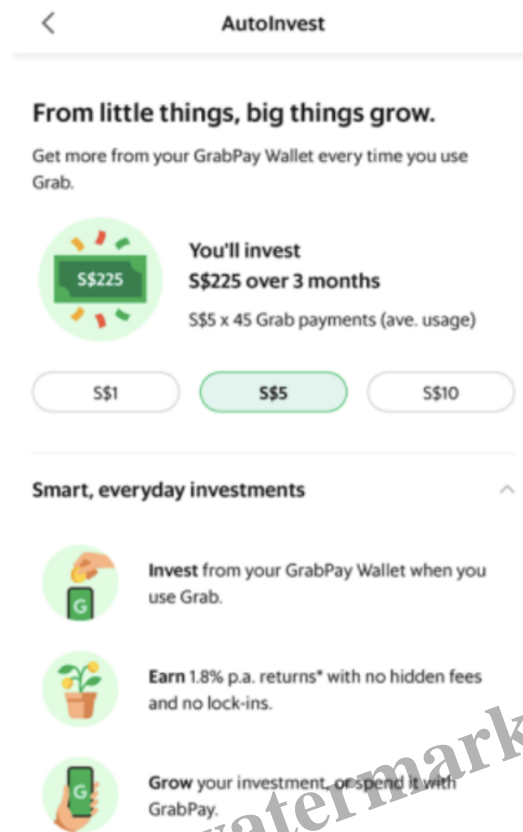 AutoInvest
From little things, big things grow.
Get more from your GrabPay Wallet every time you use
Grab.
S$225
You'll invest
S$225 over 3 months
S$5 x 45 Grab payments (ave. usage)
S$1
S$5
S$10
Smart, everyday investments
G
Invest from your GrabPay Wallet when you
use Grab.
Earn 1.8% p.a. returns* with no hidden fees
and no lock-ins.
G
Grow your investment, or spend it with
GrabPay.
watermark